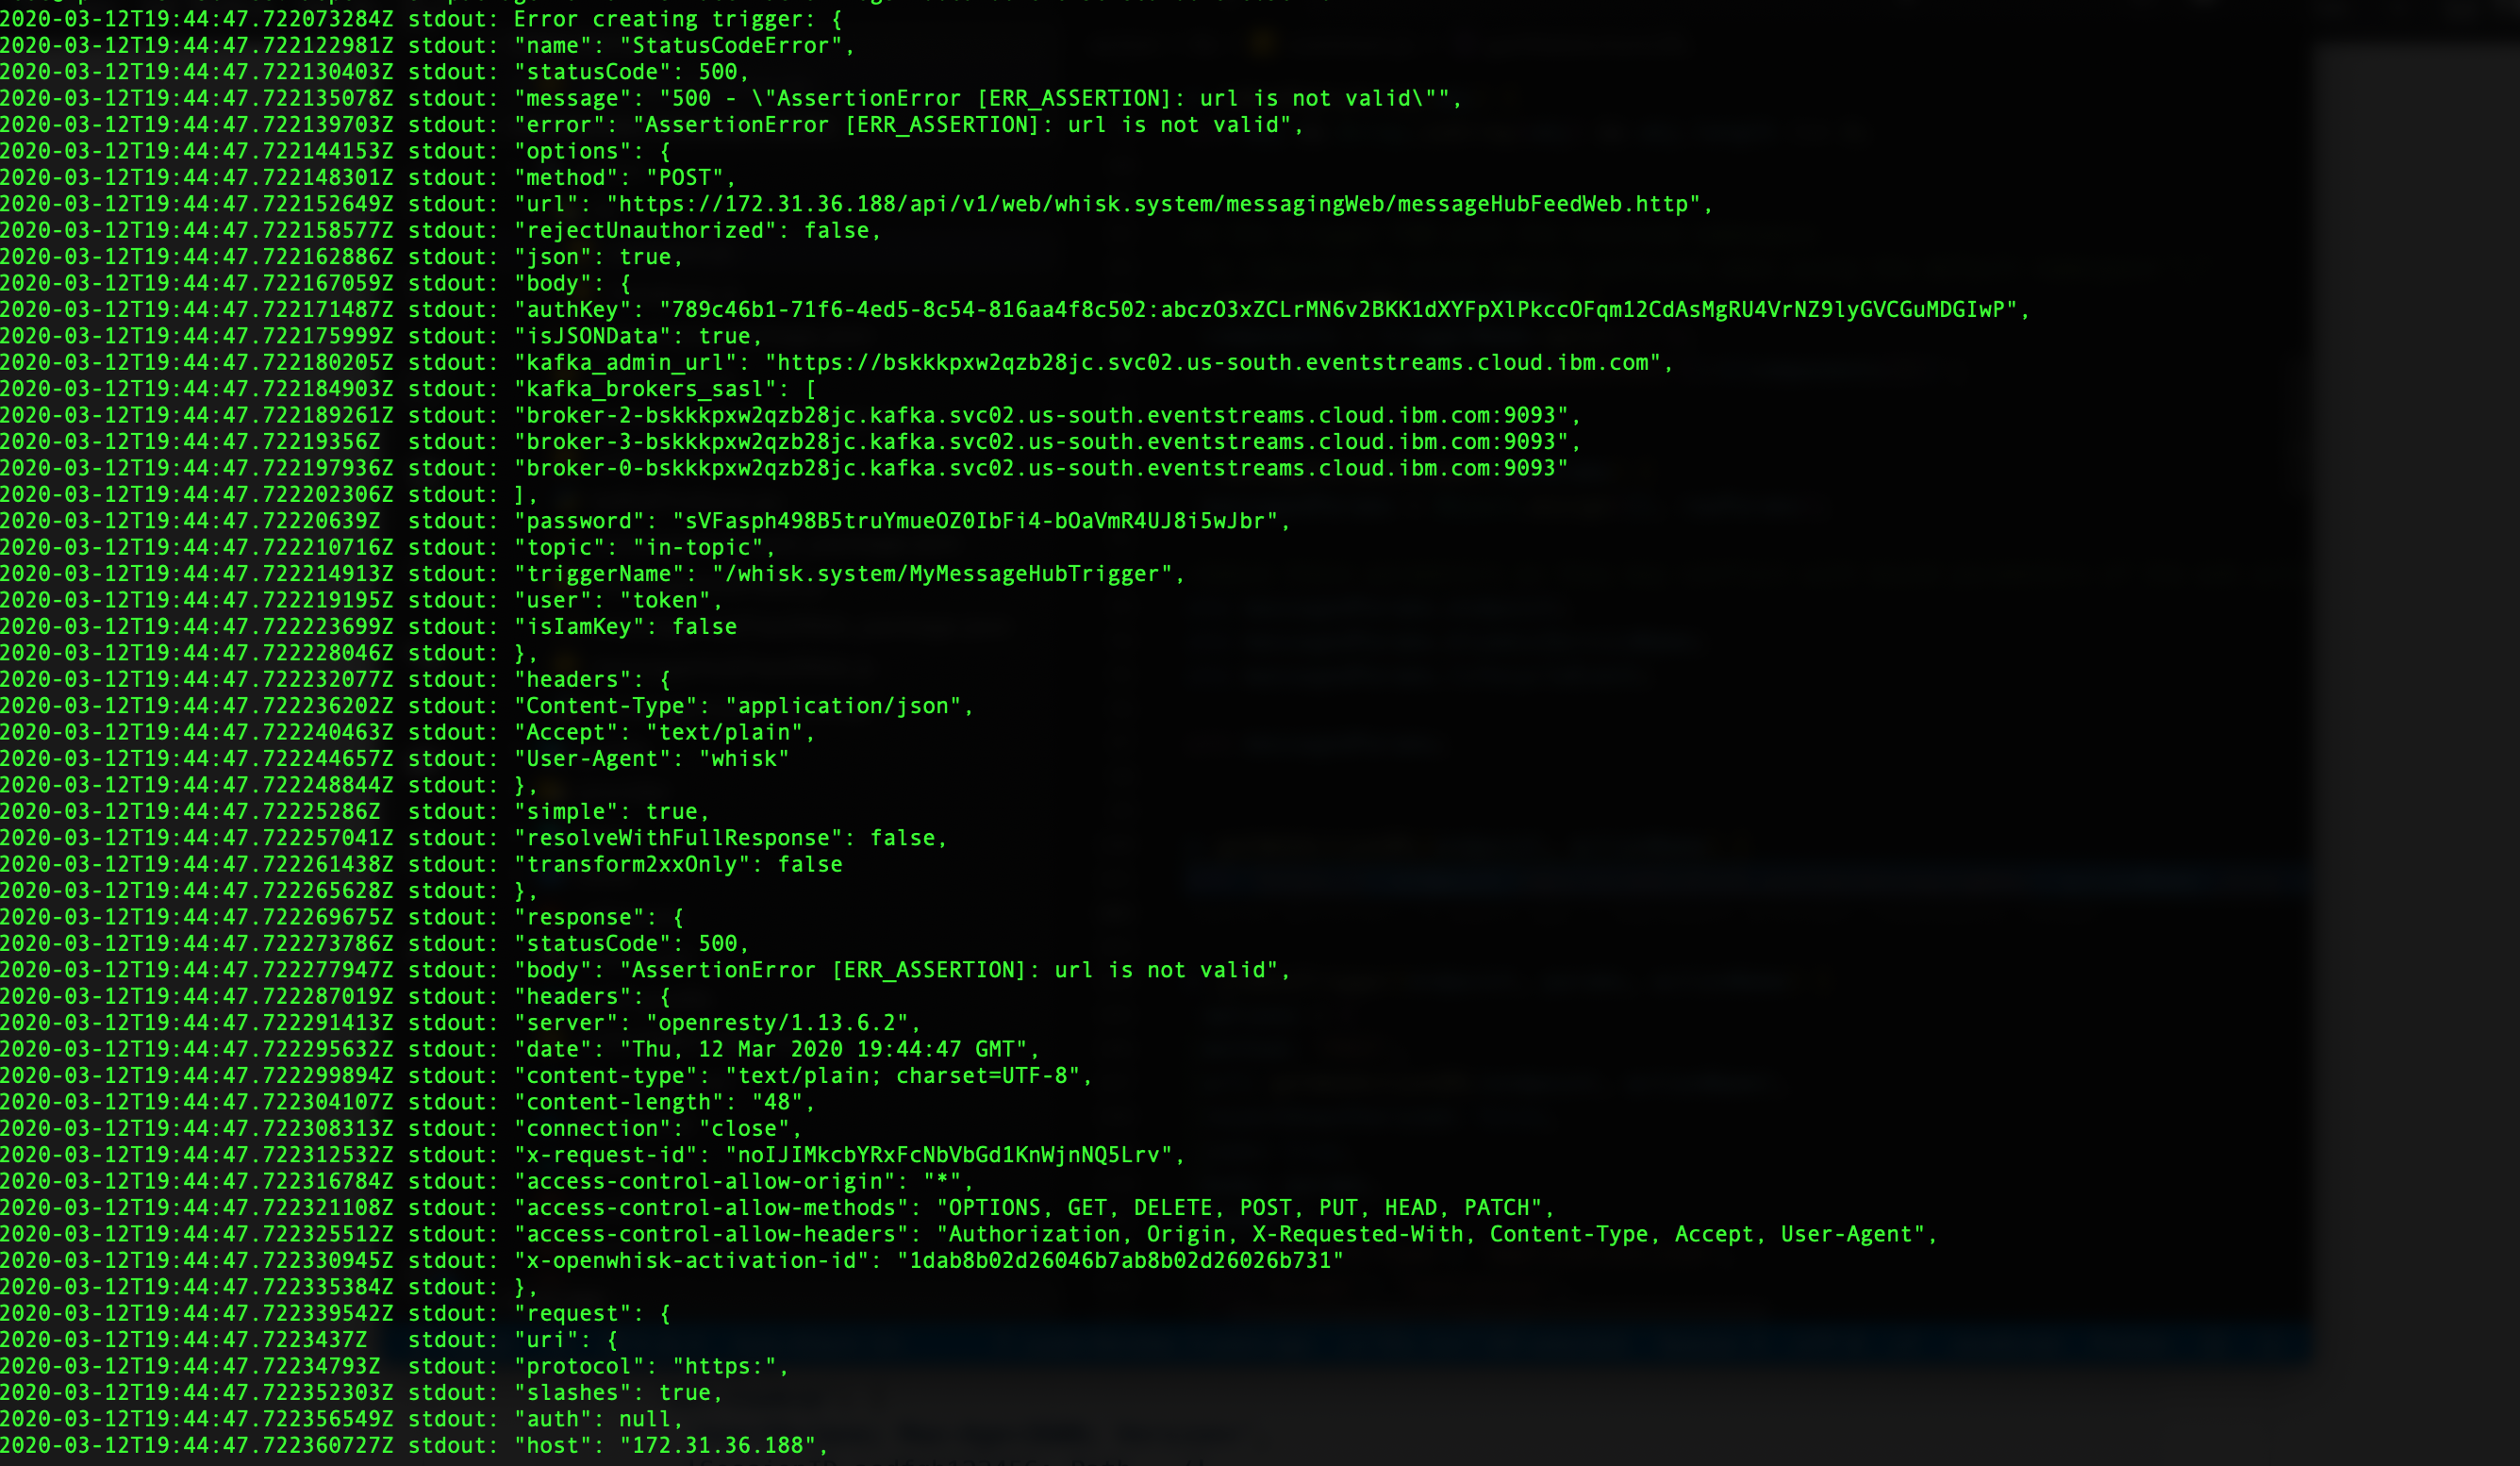 2020-03-12T19:44:47.722073284Z stdout: Error creating trigger: {
2020-03-12T19:44:47.722122981Z stdout: "name": "StatusCodeError",
2020-03-12T19:44:47.722130403Z stdout: "statusCode": 500,
2020-03-12T19:44:47.722135078Z stdout: "message": "500 - \"AssertionError [ERR_ASSERTION]: url is not valid\"",
2020-03-12T19:44:47.722139703Z stdout: "error": "AssertionError [ERR_ASSERTION]: url is not valid",
2020-03-12T19:44:47.722144153Z stdout: "options": {
2020-03-12T19:44:47.722148301Z stdout: "method": "POST",
2020-03-12T19:44:47.722152649Z stdout: "url": "https://172.31.36.188/api/v1/web/whisk.system/messagingWeb/messageHubFeedWeb.http",
2020-03-12T19:44:47.722158577Z stdout: "rejectUnauthorized": false,
2020-03-12T19:44:47.722162886Z stdout: "json": true,
2020-03-12T19:44:47.722167059Z stdout: "body": {
2020-03-12T19:44:47.722171487Z stdout: "authKey": "789c46b1-71f6-4ed5-8c54-816aa4f8c502:abczO3xZCLrMN6v2BKK1dXYFpXlPkccOFqm12CdAsMgRU4VrNZ9lyGVCGuMDGIwP",
2020-03-12T19:44:47.722175999Z stdout: "isJSONData": true,
2020-03-12T19:44:47.722180205Z stdout: "kafka_admin_url": "https://bskkkpxw2qzb28jc.svc02.us-south.eventstreams.cloud.ibm.com",
2020-03-12T19:44:47.722184903Z stdout: "kafka_brokers_sasl": [
2020-03-12T19:44:47.722189261Z stdout: "broker-2-bskkkpxw2qzb28jc.kafka.svc02.us-south.eventstreams.cloud.ibm.com:9093",
2020-03-12T19:44:47.72219356Z stdout: "broker-3-bskkkpxw2qzb28jc.kafka.svc02.us-south.eventstreams.cloud.ibm.com:9093",
2020-03-12T19:44:47.722197936Z stdout: "broker-0-bskkkpxw2qzb28jc.kafka.svc02.us-south.eventstreams.cloud.ibm.com:9093"
2020-03-12T19:44:47.722202306Z stdout: ],
2020-03-12T19:44:47.72220639Z stdout: "password": "sVFasph498B5truYmueOZ0IbFi4-bOaVmR4UJ8i5wJbr",
2020-03-12T19:44:47.722210716Z stdout: "topic": "in-topic",
2020-03-12T19:44:47.722214913Z stdout: "triggerName": "/whisk.system/MyMessageHubTrigger",
2020-03-12T19:44:47.722219195Z stdout: "user": "token",
2020-03-12T19:44:47.722223699Z stdout: "isIamKey": false
2020-03-12T19:44:47.722228046Z stdout: },
2020-03-12T19:44:47.722232077Z stdout: "headers": {
2020-03-12T19:44:47.722236202Z stdout: "Content-Type": "application/json",
2020-03-12T19:44:47.722240463Z stdout: "Accept": "text/plain",
2020-03-12T19:44:47.722244657Z stdout: "User-Agent": "whisk"
2020-03-12T19:44:47.722248844Z stdout: },
2020-03-12T19:44:47.72225286Z stdout: "simple": true,
2020-03-12T19:44:47.722257041Z stdout: "resolveWithFullResponse": false,
2020-03-12T19:44:47.722261438Z stdout: "transform2xxOnly": false
2020-03-12T19:44:47.722265628Z stdout: },
2020-03-12T19:44:47.722269675Z stdout: "response": {
2020-03-12T19:44:47.722273786Z stdout: "statusCode": 500,
2020-03-12T19:44:47.722277947Z stdout: "body": "AssertionError [ERR_ASSERTION]: url is not valid",
2020-03-12T19:44:47.722287019Z stdout: "headers": {
2020-03-12T19:44:47.722291413Z stdout: "server": "openresty/1.13.6.2",
2020-03-12T19:44:47.722295632Z stdout: "date": "Thu, 12 Mar 2020 19:44:47 GMT",
2020-03-12T19:44:47.722299894Z stdout: "content-type": "text/plain; charset=UTF-8",
2020-03-12T19:44:47.722304107Z stdout: "content-length": "48",
2020-03-12T19:44:47.722308313Z stdout: "connection": "close",
2020-03-12T19:44:47.722312532Z stdout: "x-request-id": "noIJIMkcbYRxFcNbVbGd1KnWjnNQ5Lrv",
2020-03-12T19:44:47.722316784Z stdout: "access-control-allow-origin": "*",
2020-03-12T19:44:47.722321108Z stdout: "access-control-allow-methods": "OPTIONS, GET, DELETE, POST, PUT, HEAD, PATCH",
2020-03-12T19:44:47.722325512Z stdout: "access-control-allow-headers": "Authorization, Origin, X-Requested-With, Content-Type, Accept, User-Agent",
2020-03-12T19:44:47.722330945Z stdout: "x-openwhisk-activation-id": "1dab8b02d26046b7ab8b02d26026b731"
2020-03-12T19:44:47.722335384Z stdout: },
2020-03-12T19:44:47.722339542Z stdout: "request": {
2020-03-12T19:44:47.7223437Z stdout: "uri": {
2020-03-12T19:44:47.72234793Z stdout: "protocol": "https:",
2020-03-12T19:44:47.722352303Z stdout: "slashes": true,
2020-03-12T19:44:47.722356549Z stdout: "auth": null,
2020-03-12T19:44:47.722360727Z stdout: "host": "172.31.36.188",